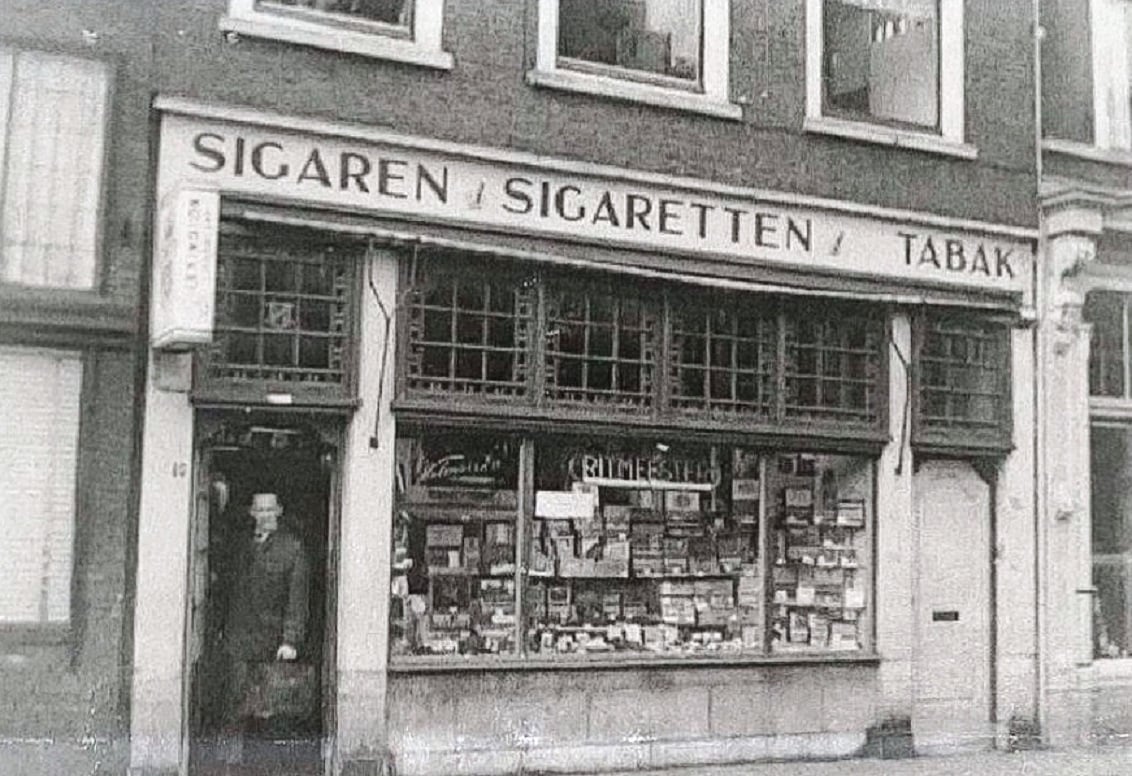 SIGAREN / SIGARETTEN / TABAK
RITMEESTER